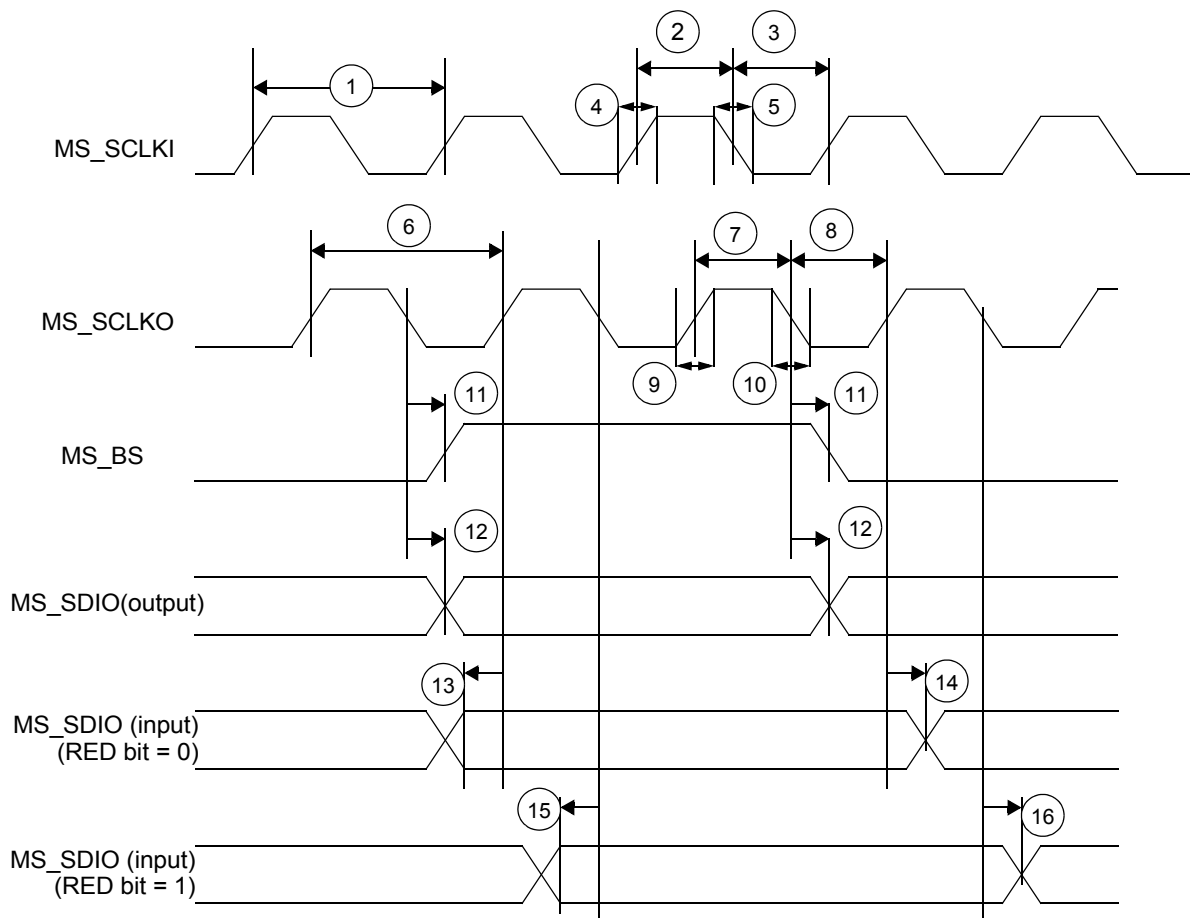 2
3
1
4
5
MS_SCLKI
6
7
8
MS_SCLKO
9
10
11
11
MS_BS
12
12
MS_SDIO(output)
13
14
MS_SDIO (input)
(RED bit = 0)
15
16
MS_SDIO (input)
(RED bit = 1)